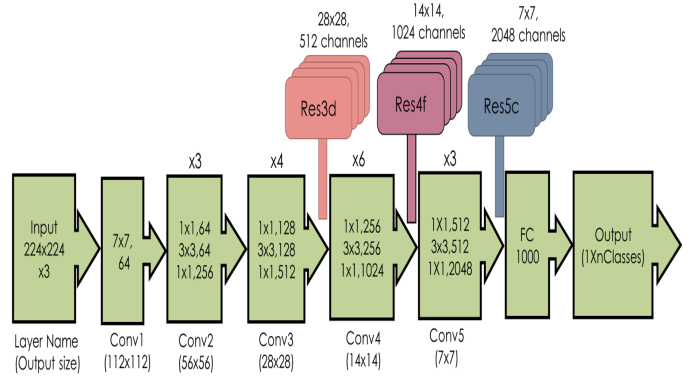 28x28,
512 channels
14x14,
1024 channels
7x7,
2048 channels
Res3d
Res4f
Res5c
x3
x4
x6
x3
Input
224x224
x3
7x7,
64
1x1,64
3x3,64
1x1,256
1x1,128
3x3,128
1x1,512
1x1,256
3x3,256
1x1,1024
1X1,512
3x3,512
1X1,2048
FC
1000
Output
(1XnClasses)
Layer Name
(Output size)
Conv1
(112x112)
Conv2
(56x56)
Conv3
(28x28)
Conv4
(14x14)
Conv5
(7x7)